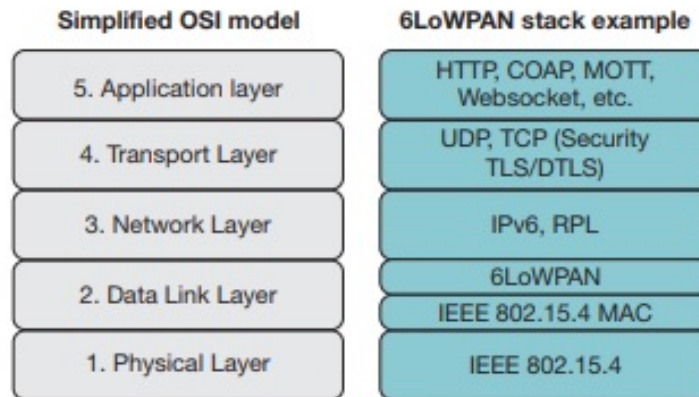 Simplified OSI model
6LoWPAN stack example
5. Application layer
HTTP, COAP, MOTT,
Websocket, etc.
4. Transport Layer
UDP, TCP (Security
TLS/DTLS)
3. Network Layer
IPv6, RPL
2. Data Link Layer
6LoWPAN
IEEE 802.15.4 MAC
1. Physical Layer
IEEE 802.15.4